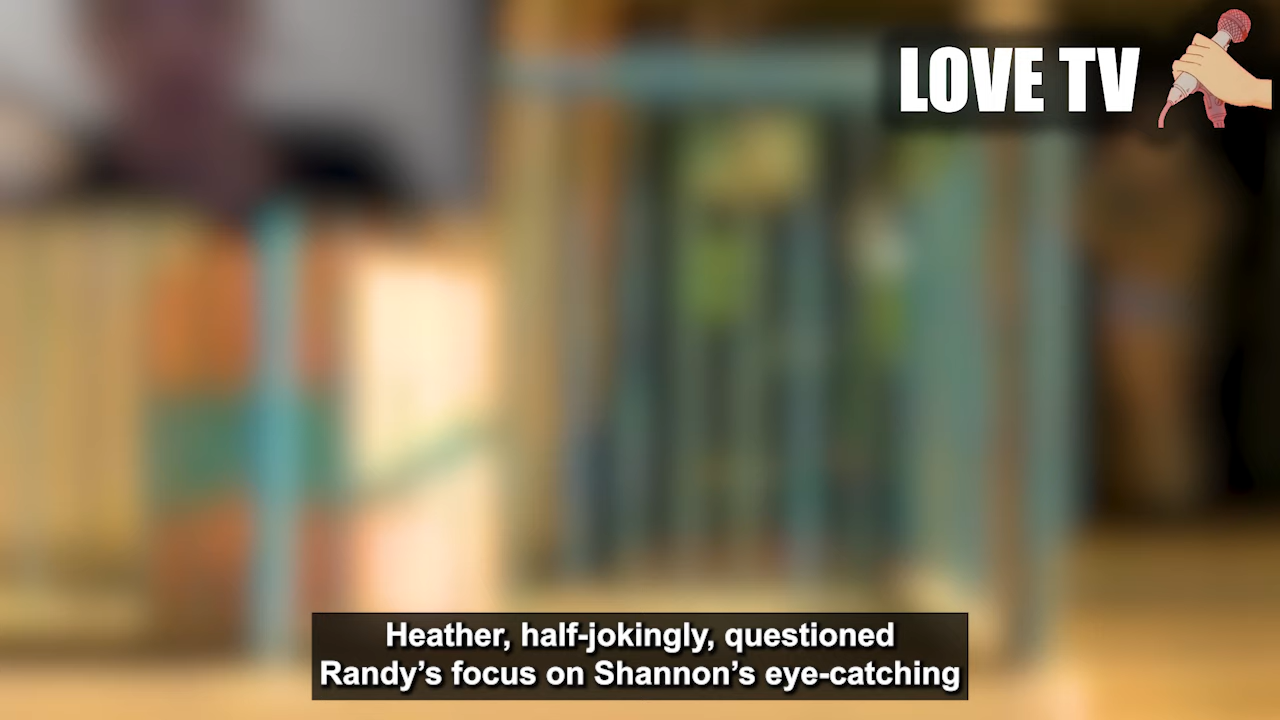 LOVE TV
Heather, half-jokingly, questioned
Randy’s focus on Shannon’s eye-catching